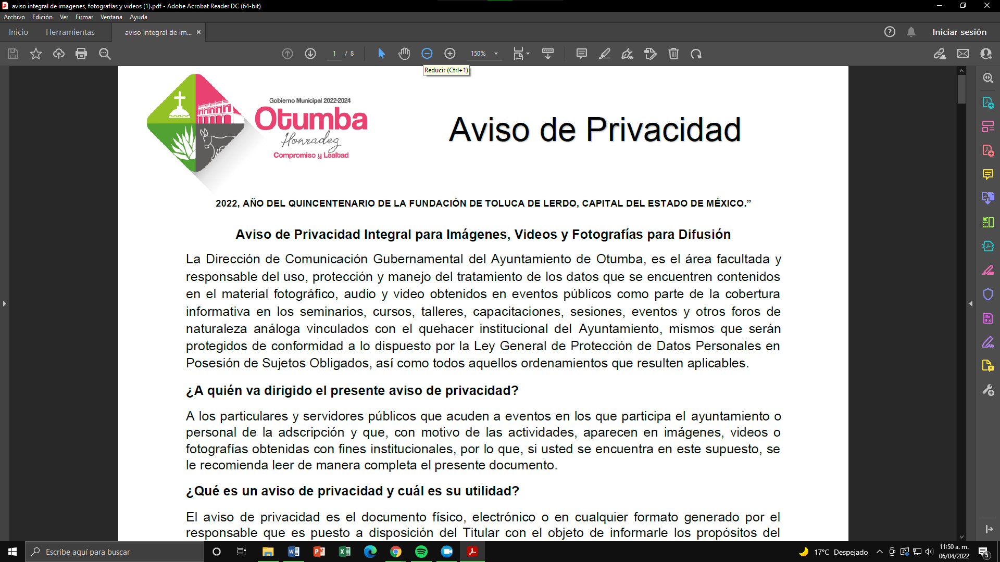 aviso integral de imagenes, fotografías y videos (1).pdf - Adobe Acrobat Reader DC (64-bit)
Archivo Edición Ver Firmar Ventana Ayuda
Inicio Herramientas aviso integral de im... × Iniciar sesión
1 / 8 150%
Reducir (Ctrl+1)
Gobierno Municipal 2022-2024
Otumba
Honradez
Compromiso y Lealtad
Aviso de Privacidad
2022, AÑO DEL QUINCENTENARIO DE LA FUNDACIÓN DE TOLUCA DE LERDO, CAPITAL DEL ESTADO DE MÉXICO.”
Aviso de Privacidad Integral para Imágenes, Videos y Fotografías para Difusión
La Dirección de Comunicación Gubernamental del Ayuntamiento de Otumba, es el área facultada y
responsable del uso, protección y manejo del tratamiento de los datos que se encuentren contenidos
en el material fotográfico, audio y video obtenidos en eventos públicos como parte de la cobertura
informativa en los seminarios, cursos, talleres, capacitaciones, sesiones, eventos y otros foros de
naturaleza análoga vinculados con el quehacer institucional del Ayuntamiento, mismos que serán
protegidos de conformidad a lo dispuesto por la Ley General de Protección de Datos Personales en
Posesión de Sujetos Obligados, así como todos aquellos ordenamientos que resulten aplicables.
¿A quién va dirigido el presente aviso de privacidad?
A los particulares y servidores públicos que acuden a eventos en los que participa el ayuntamiento o
personal de la adscripción y que, con motivo de las actividades, aparecen en imágenes, videos o
fotografías obtenidas con fines institucionales, por lo que, si usted se encuentra en este supuesto, se
le recomienda leer de manera completa el presente documento.
¿Qué es un aviso de privacidad y cuál es su utilidad?
El aviso de privacidad es el documento físico, electrónico o en cualquier formato generado por el
responsable que es puesto a disposición del Titular con el objeto de informarle los propósitos del
Escribe aquí para buscar
17°C Despejado
11:50 a. m.
06/04/2022
5